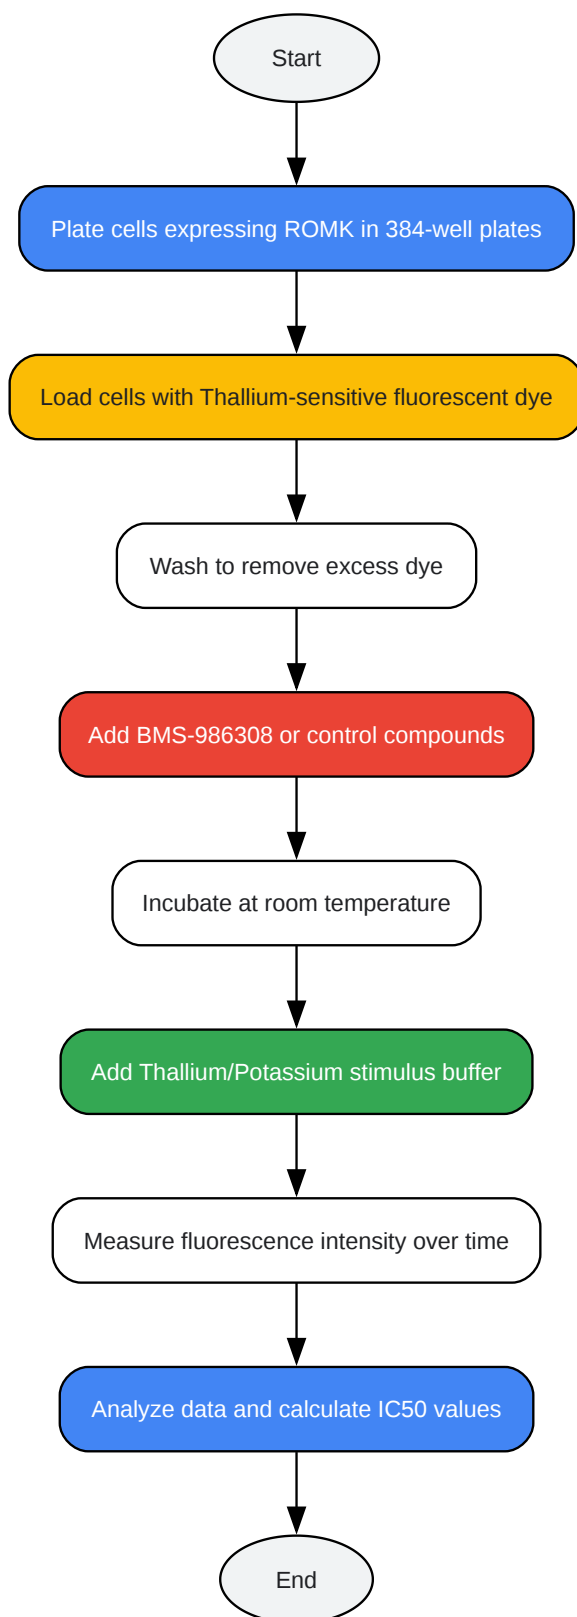 Start
Plate cells expressing ROMK in 384-well plates
Load cells with Thallium-sensitive fluorescent dye
Wash to remove excess dye
Add BMS-986308 or control compounds
Incubate at room temperature
Add Thallium/Potassium stimulus buffer
Measure fluorescence intensity over time
Analyze data and calculate IC50 values
End